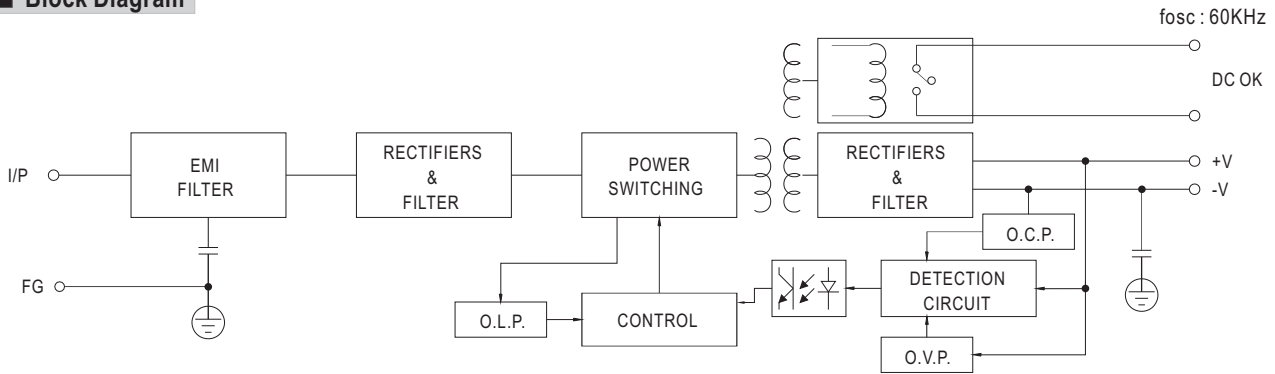 ■ Block Diagram
fosc : 60KHz
DC OK
I/P
EMI
FILTER
RECTIFIERS
&
FILTER
POWER
SWITCHING
RECTIFIERS
&
FILTER
+V
-V
O.C.P.
FG
O.L.P.
CONTROL
DETECTION
CIRCUIT
O.V.P.